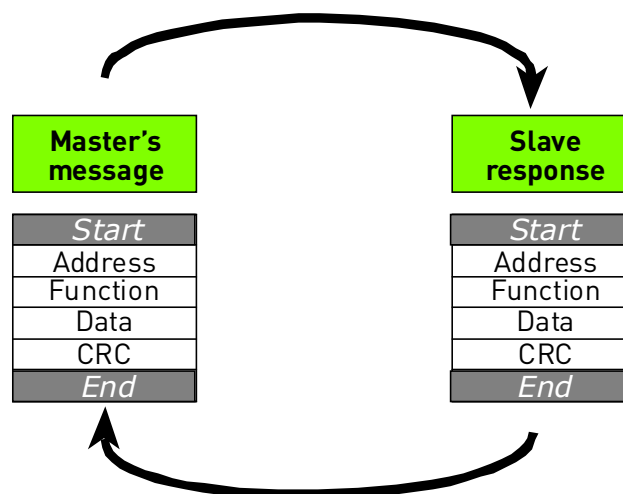 Master's
message
Start
Address
Function
Data
CRC
End
Slave
response
Start
Address
Function
Data
CRC
End